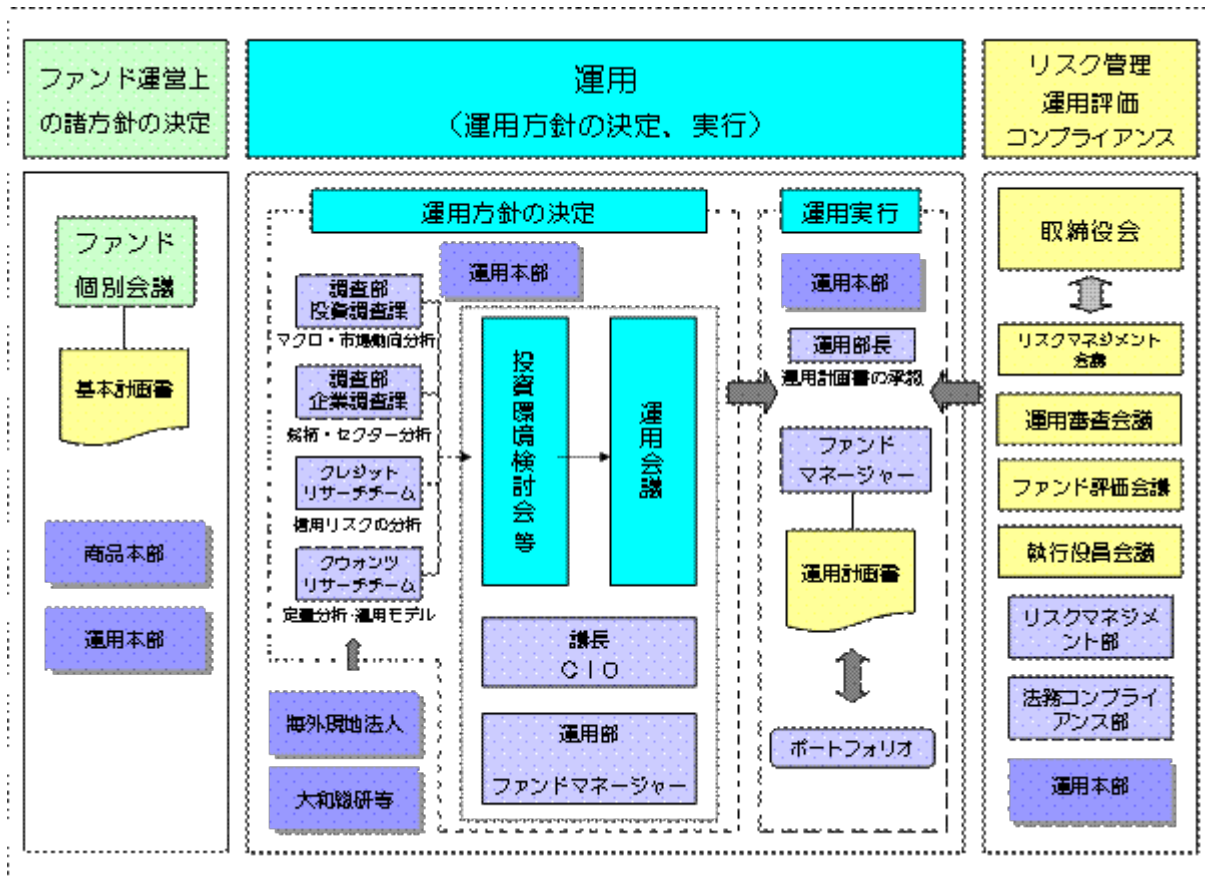 ファンド運営上
の諸方針の決定
ファンド
個別会議
基本計画書
商品本部
運用本部
運用
（運用方針の決定、実行）
運用方針の決定
運用本部
調査部
投資調査課
マクロ・市場動向分析
調査部
企業調査課
銘柄・セクター分析
クレジット
リサーチチーム
信用リスクの分析
クウォンツ
リサーチチーム
定量分析・運用モデル
海外現地法人
大和総研等
投資環境検討会等
運用会議
議長
ＣＩＯ
運用部
ファンドマネージャー
運用実行
運用本部
運用部長
運用計画書の承認
ファンド
マネージャー
運用計画書
ポートフォリオ
リスク管理
運用評価
コンプライアンス
取締役会
リスクマネジメント
会議
運用審査会議
ファンド評価会議
執行役員会議
リスクマネジメ
ント部
法務コンプライ
アンス部
運用本部